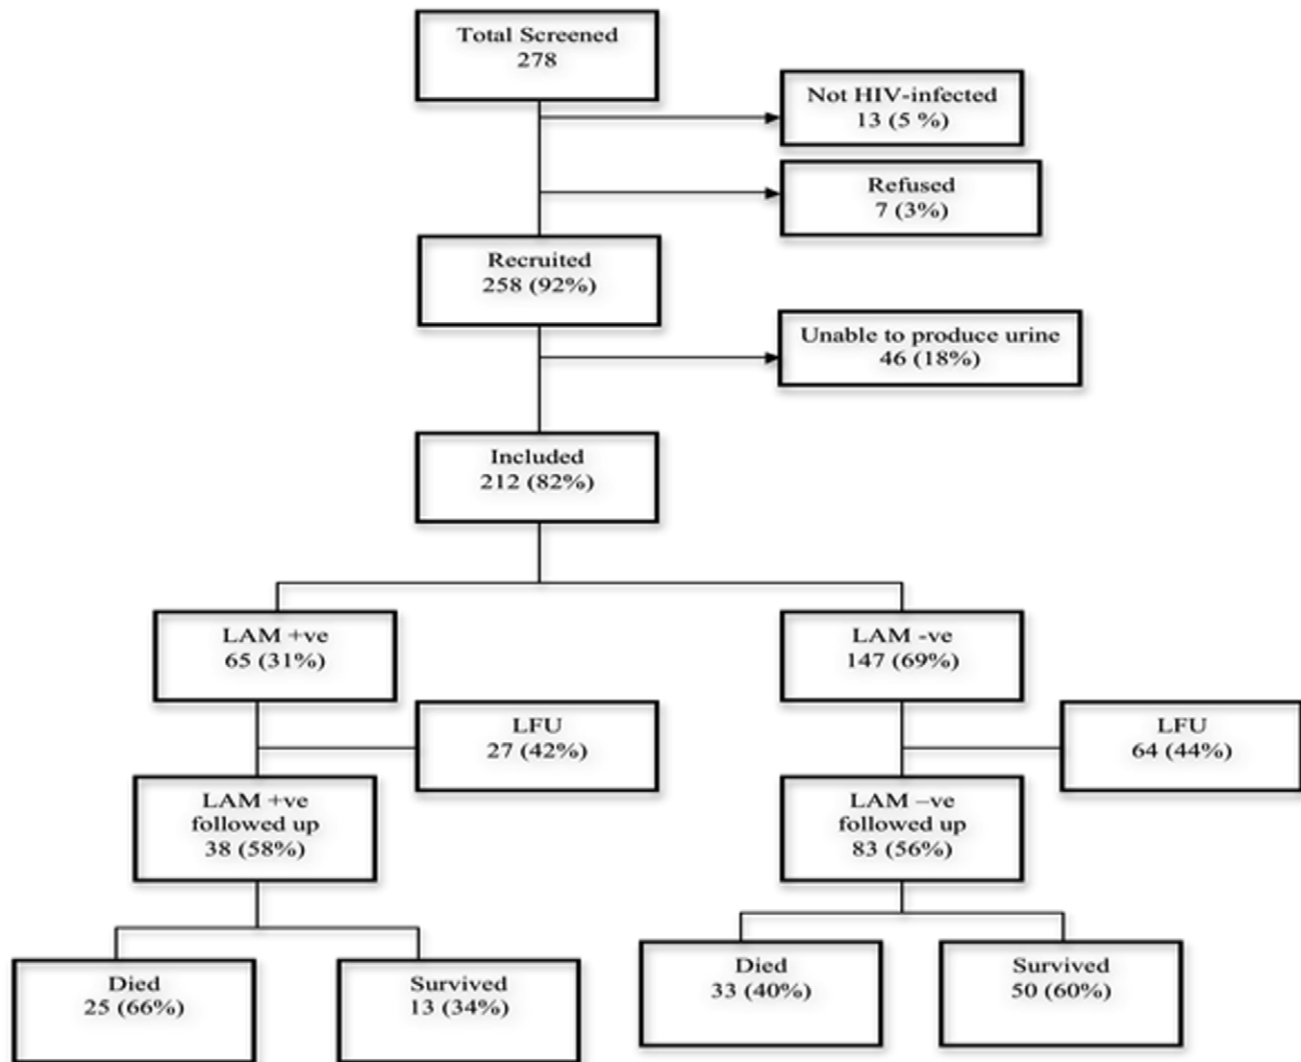 Total Screened
278
Not HIV-infected
13 (5 %)
Refused
7 (3%)
Recruited
258 (92%)
Unable to produce urine
46 (18%)
Included
212 (82%)
LAM +ve
65 (31%)
LAM -ve
147 (69%)
LFU
27 (42%)
LFU
64 (44%)
LAM +ve
followed up
38 (58%)
LAM –ve
followed up
83 (56%)
Died
25 (66%)
Survived
13 (34%)
Died
33 (40%)
Survived
50 (60%)